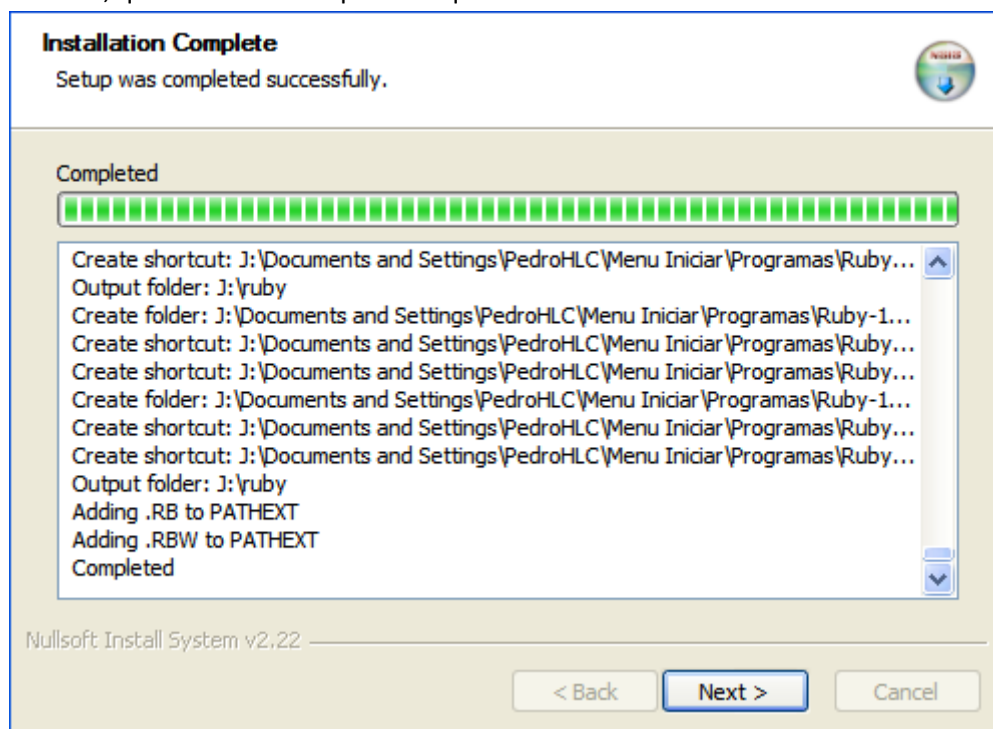 Installation Complete
Setup was completed successfully.
NSIS
Completed
Create shortcut: J:\Documents and Settings\PedroHLC\Menu Iniciar\Programas\Ruby...
Output folder: J:\ruby
Create folder: J:\Documents and Settings\PedroHLC\Menu Iniciar\Programas\Ruby-1...
Create shortcut: J:\Documents and Settings\PedroHLC\Menu Iniciar\Programas\Ruby...
Create shortcut: J:\Documents and Settings\PedroHLC\Menu Iniciar\Programas\Ruby...
Create folder: J:\Documents and Settings\PedroHLC\Menu Iniciar\Programas\Ruby-1...
Create shortcut: J:\Documents and Settings\PedroHLC\Menu Iniciar\Programas\Ruby...
Create shortcut: J:\Documents and Settings\PedroHLC\Menu Iniciar\Programas\Ruby...
Output folder: J:\ruby
Adding .RB to PATHEXT
Adding .RBW to PATHEXT
Completed
Nullsoft Install System v2.22
< Back Next > Cancel